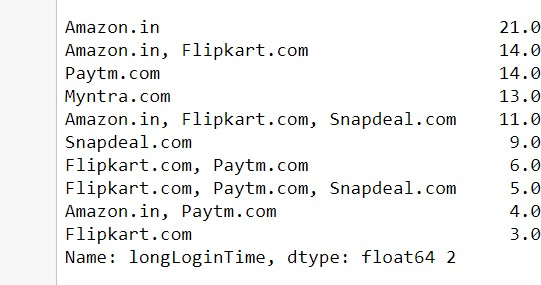 Amazon.in 21.0
Amazon.in, Flipkart.com 14.0
Paytm.com 14.0
Myntra.com 13.0
Amazon.in, Flipkart.com, Snapdeal.com 11.0
Snapdeal.com 9.0
Flipkart.com, Paytm.com 6.0
Flipkart.com, Paytm.com, Snapdeal.com 5.0
Amazon.in, Paytm.com 4.0
Flipkart.com 3.0
Name: longLoginTime, dtype: float64 2